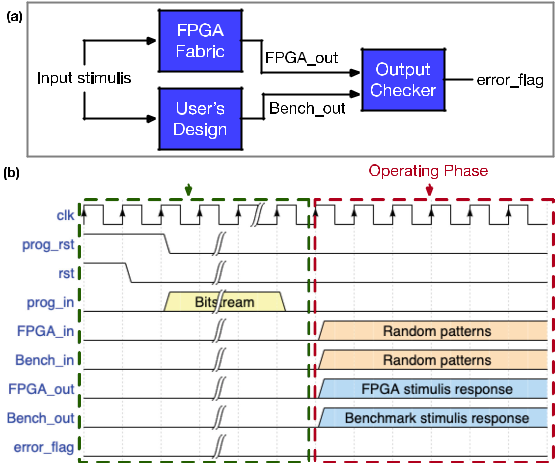 (a)
FPGA
Fabric
FPGA_out
Input stimulis
Output
Checker
error_flag
User's
Design
Bench_out
(b)
Operating Phase
clk
prog_rst
rst
prog_in
Bitstream
FPGA_in
Random patterns
Bench_in
Random patterns
FPGA_out
FPGA stimulis response
Bench_out
Benchmark stimulis response
error_flag